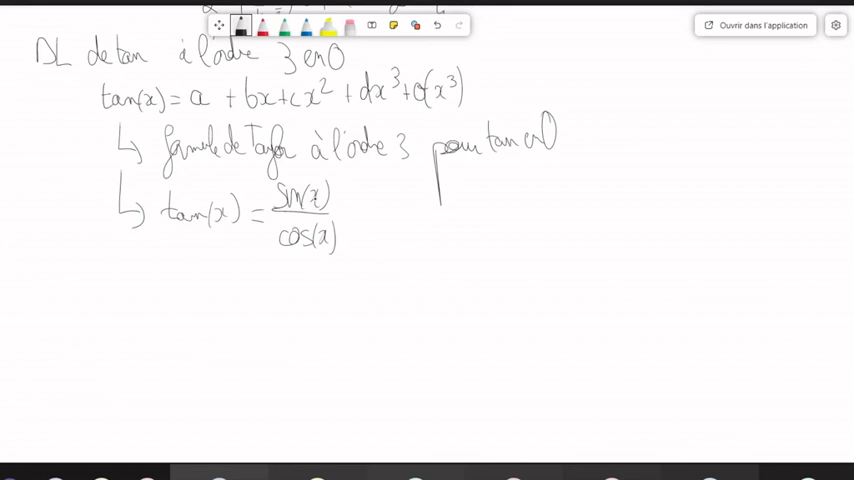 Ouvrir dans l'application
DL de tan à l'ordre 3 en 0
tan(x) = a + bx + cx² + dx³ + o(x³)
↳ formule de Taylor à l'ordre 3 pour tan en 0
↳ tan(x) = sin(x)
cos(x)